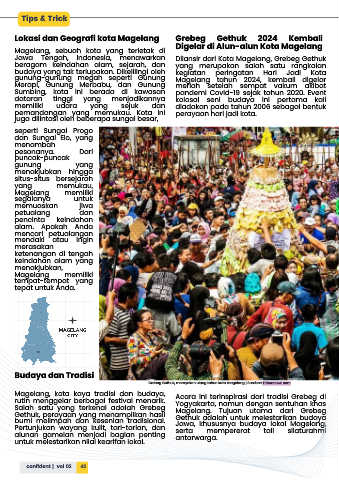 Tips & Trick
Lokasi dan Geografi kota Magelang
Magelang, sebuah kota yang terletak di
Jawa Tengah, Indonesia, menawarkan
beragam keindahan alam, sejarah, dan
budaya yang tak terlupakan. Dikelilingi oleh
gunung-gunung megah seperti Gunung
Merapi, Gunung Merbabu, dan Gunung
Sumbing, kota ini berada di kawasan
dataran tinggi yang menjadikannya
memiliki udara yang sejuk dan
pemandangan yang memukau. Kota ini
juga dilintasi oleh beberapa sungai besar,
seperti Sungai Progo
dan Sungai Elo, yang
menambah
pesonanya. Dari
puncak-puncak
gunung yang
menakjubkan hingga
situs-situs bersejarah
yang memukau,
Magelang memiliki
segalanya untuk
memuaskan jiwa
petualang dan
pencinta keindahan
alam. Apakah Anda
mencari petualangan
mendaki atau ingin
merasakan
ketenangan di tengah
keindahan alam yang
menakjubkan,
Magelang memiliki
tempat-tempat yang
tepat untuk Anda.
MAGELANG
CITY
Budaya dan Tradisi
Magelang, kota kaya tradisi dan budaya,
rutin menggelar berbagai festival menarik.
Salah satu yang terkenal adalah Grebeg
Gethuk, perayaan yang menampilkan hasil
bumi melimpah dan kesenian tradisional.
Pertunjukan wayang kulit, tari-tarian, dan
alunan gamelan menjadi bagian penting
untuk melestarikan nilai kearifan lokal.
Grebeg Gethuk 2024 Kembali
Digelar di Alun-alun Kota Magelang
Dilansir dari Kota Magelang, Grebeg Gethuk
yang merupakan salah satu rangkaian
kegiatan peringatan Hari Jadi Kota
Magelang tahun 2024, kembali digelar
meriah setelah sempat vakum akibat
pandemi Covid-19 sejak tahun 2020. Event
kolosal seni budaya ini pertama kali
diadakan pada tahun 2006 sebagai bentuk
perayaan hari jadi kota.
Acara ini terinspirasi dari tradisi Grebeg di
Yogyakarta, namun dengan sentuhan khas
Magelang. Tujuan utama dari Grebeg
Gethuk adalah untuk melestarikan budaya
Jawa, khususnya budaya lokal Magelang,
serta mempererat tali silaturahmi
antarwarga.
confident | vol 02